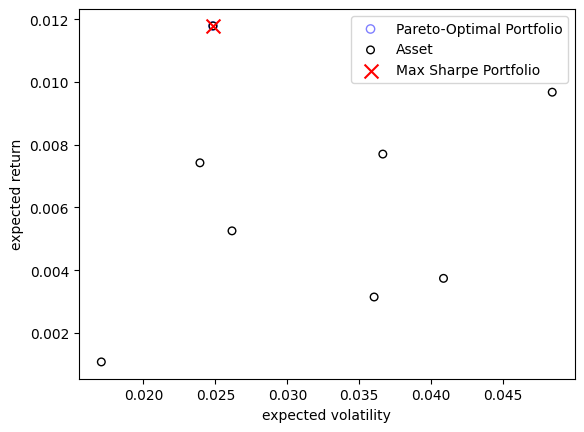 Pareto-Optimal Portfolio
Asset
Max Sharpe Portfolio
expected return
0.012
0.010
0.008
0.006
0.004
0.002
0.020 0.025 0.030 0.035 0.040 0.045
expected volatility